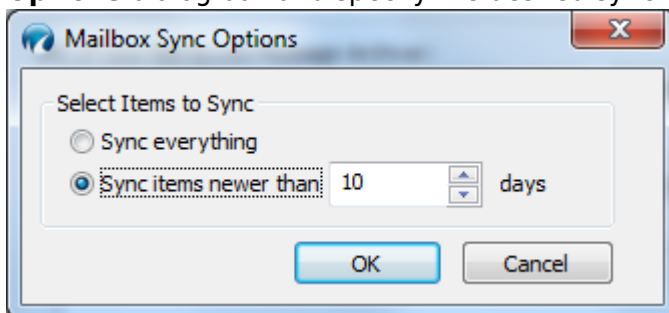 Mailbox Sync Options
Select Items to Sync
Sync everything
Sync items newer than 10 days
OK Cancel